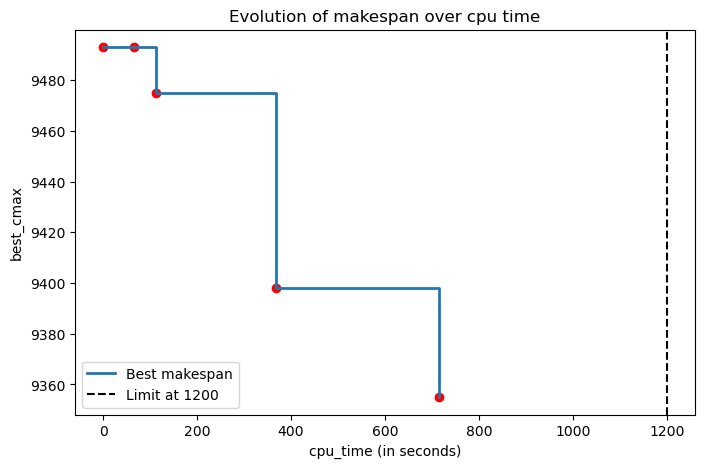 Evolution of makespan over cpu time
best_cmax
9480
9460
9440
9420
9400
9380
9360
0
200
400
600
800
1000
1200
cpu_time (in seconds)
Best makespan
Limit at 1200